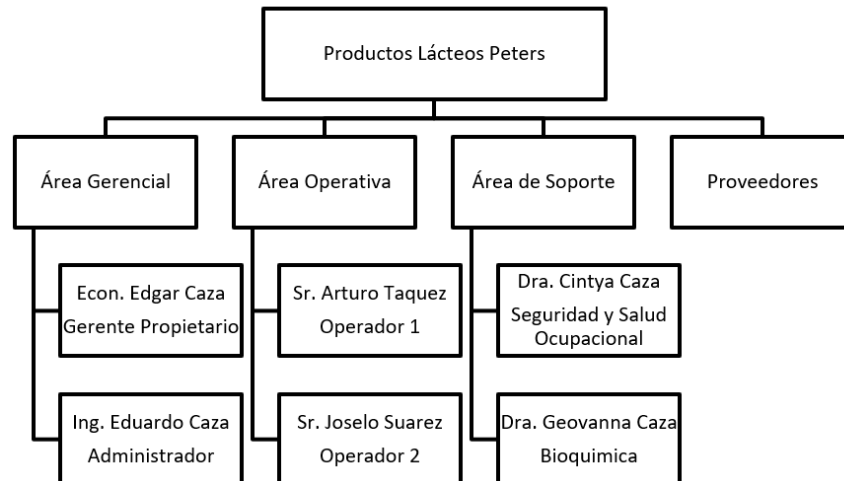 Productos Lácteos Peters
Área Gerencial
Área Operativa
Área de Soporte
Proveedores
Econ. Edgar Caza
Gerente Propietario
Sr. Arturo Taquez
Operador 1
Dra. Cintya Caza
Seguridad y Salud
Ocupacional
Ing. Eduardo Caza
Administrador
Sr. Joselo Suarez
Operador 2
Dra. Geovanna Caza
Bioquimica